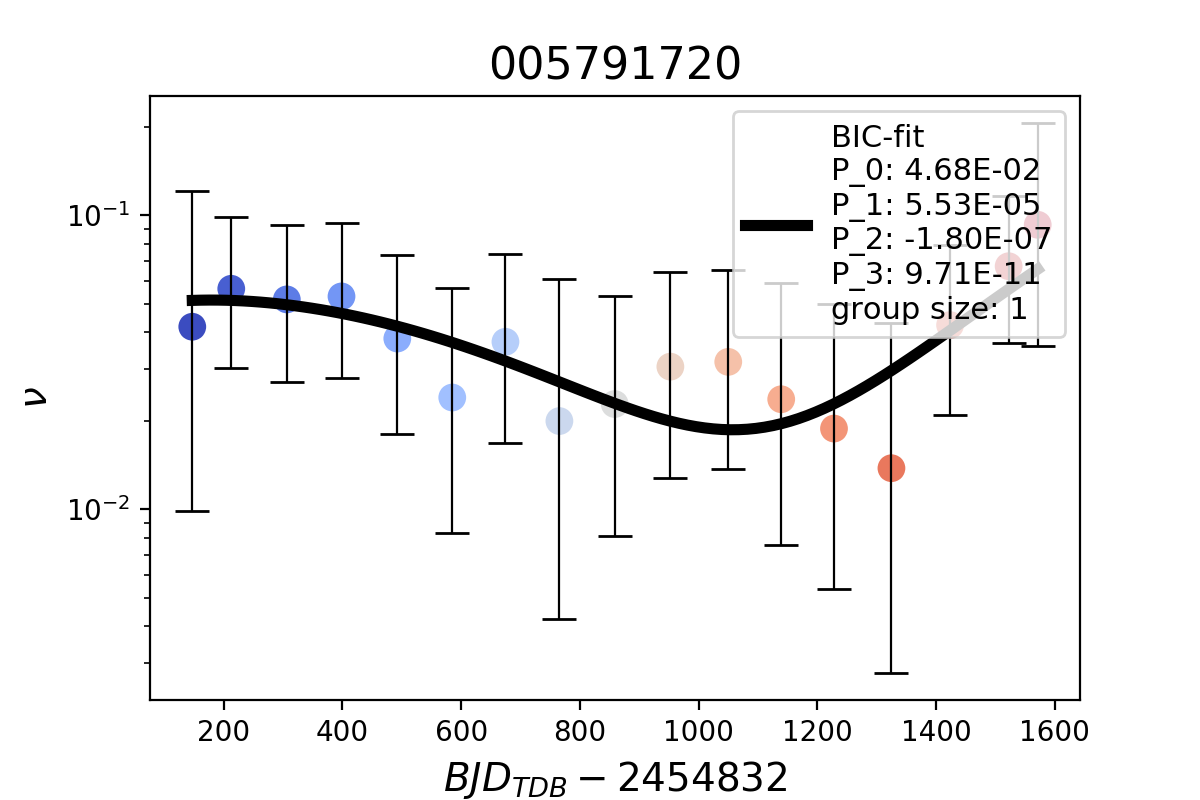 005791720
BIC-fit
P_0: 4.68E-02
P_1: 5.53E-05
P_2: -1.80E-07
P_3: 9.71E-11
group size: 1
10⁻¹
10⁻²
ν
200 400 600 800 1000 1200 1400 1600
BJD_TDB − 2454832